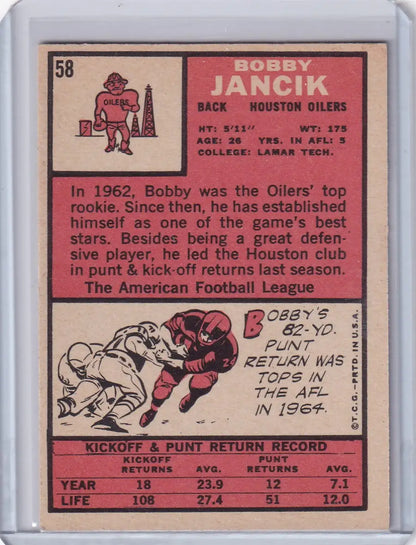 58
OILERS
BOBBY
JANCIK
BACK HOUSTON OILERS
HT: 5'11" WT: 175
AGE: 26 YRS. IN AFL: 5
COLLEGE: LAMAR TECH.
In 1962, Bobby was the Oilers' top
rookie. Since then, he has established
himself as one of the game's best
stars. Besides being a great defen-
sive player, he led the Houston club
in punt & kick-off returns last season.
The American Football League
BOBBY'S
82-YD.
PUNT
RETURN WAS
TOPS IN
THE AFL
IN 1964.
24
© T.C.G.-PRTD. IN U.S.A.
KICKOFF & PUNT RETURN RECORD
KICKOFF RETURNS AVG. PUNT RETURNS AVG.
YEAR 18 23.9 12 7.1
LIFE 108 27.4 51 12.0